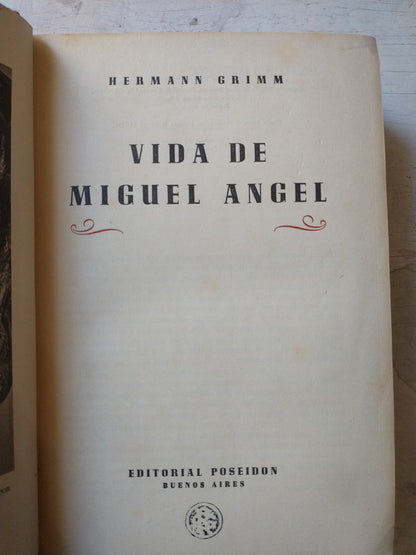 HERMANN GRIMM
VIDA DE
MIGUEL ANGEL
EDITORIAL POSEIDON
BUENOS AIRES